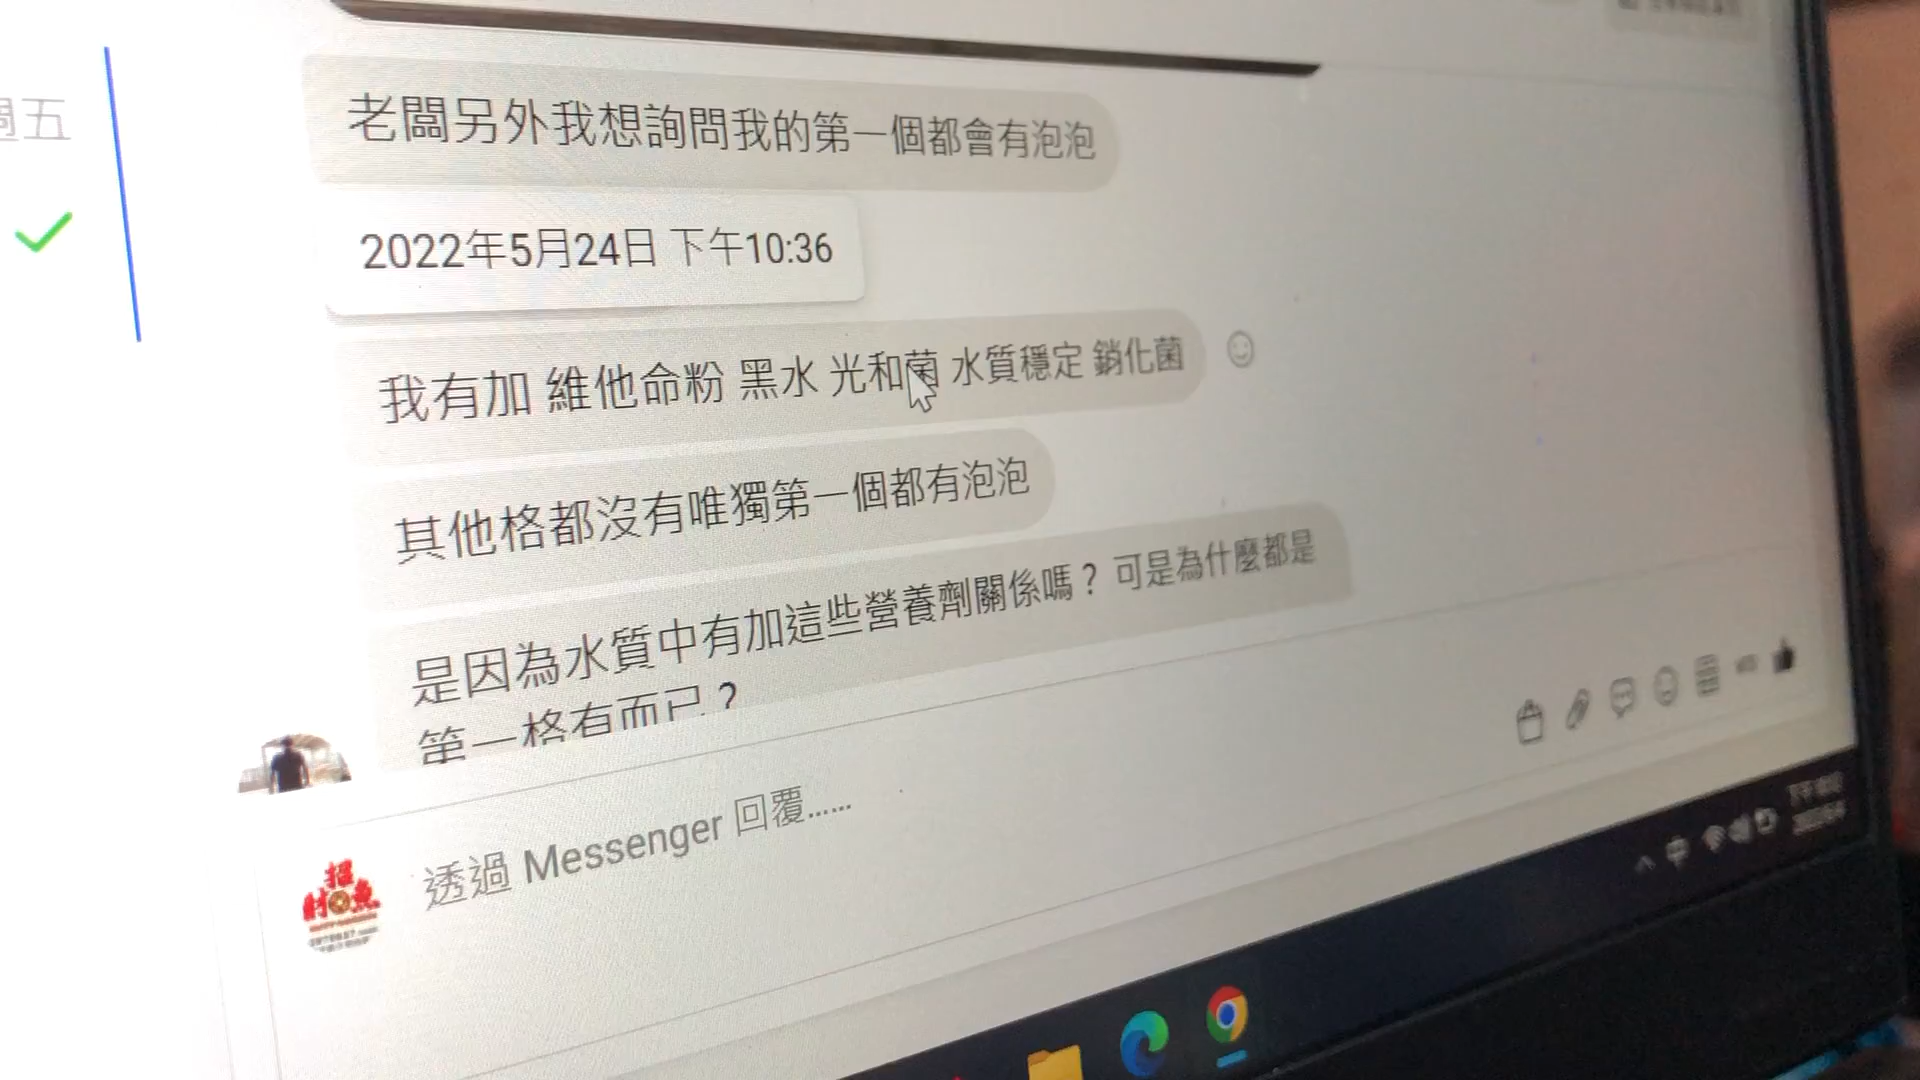 週五
老闆另外我想詢問我的第一個都會有泡泡
2022年5月24日 下午10:36
我有加 維他命粉 黑水 光和菌 水質穩定 銷化菌
其他格都沒有唯獨第一個都有泡泡
是因為水質中有加這些營養劑關係嗎？可是為什麼都是
第一格有而已？
透過 Messenger 回覆......
招
財 魚